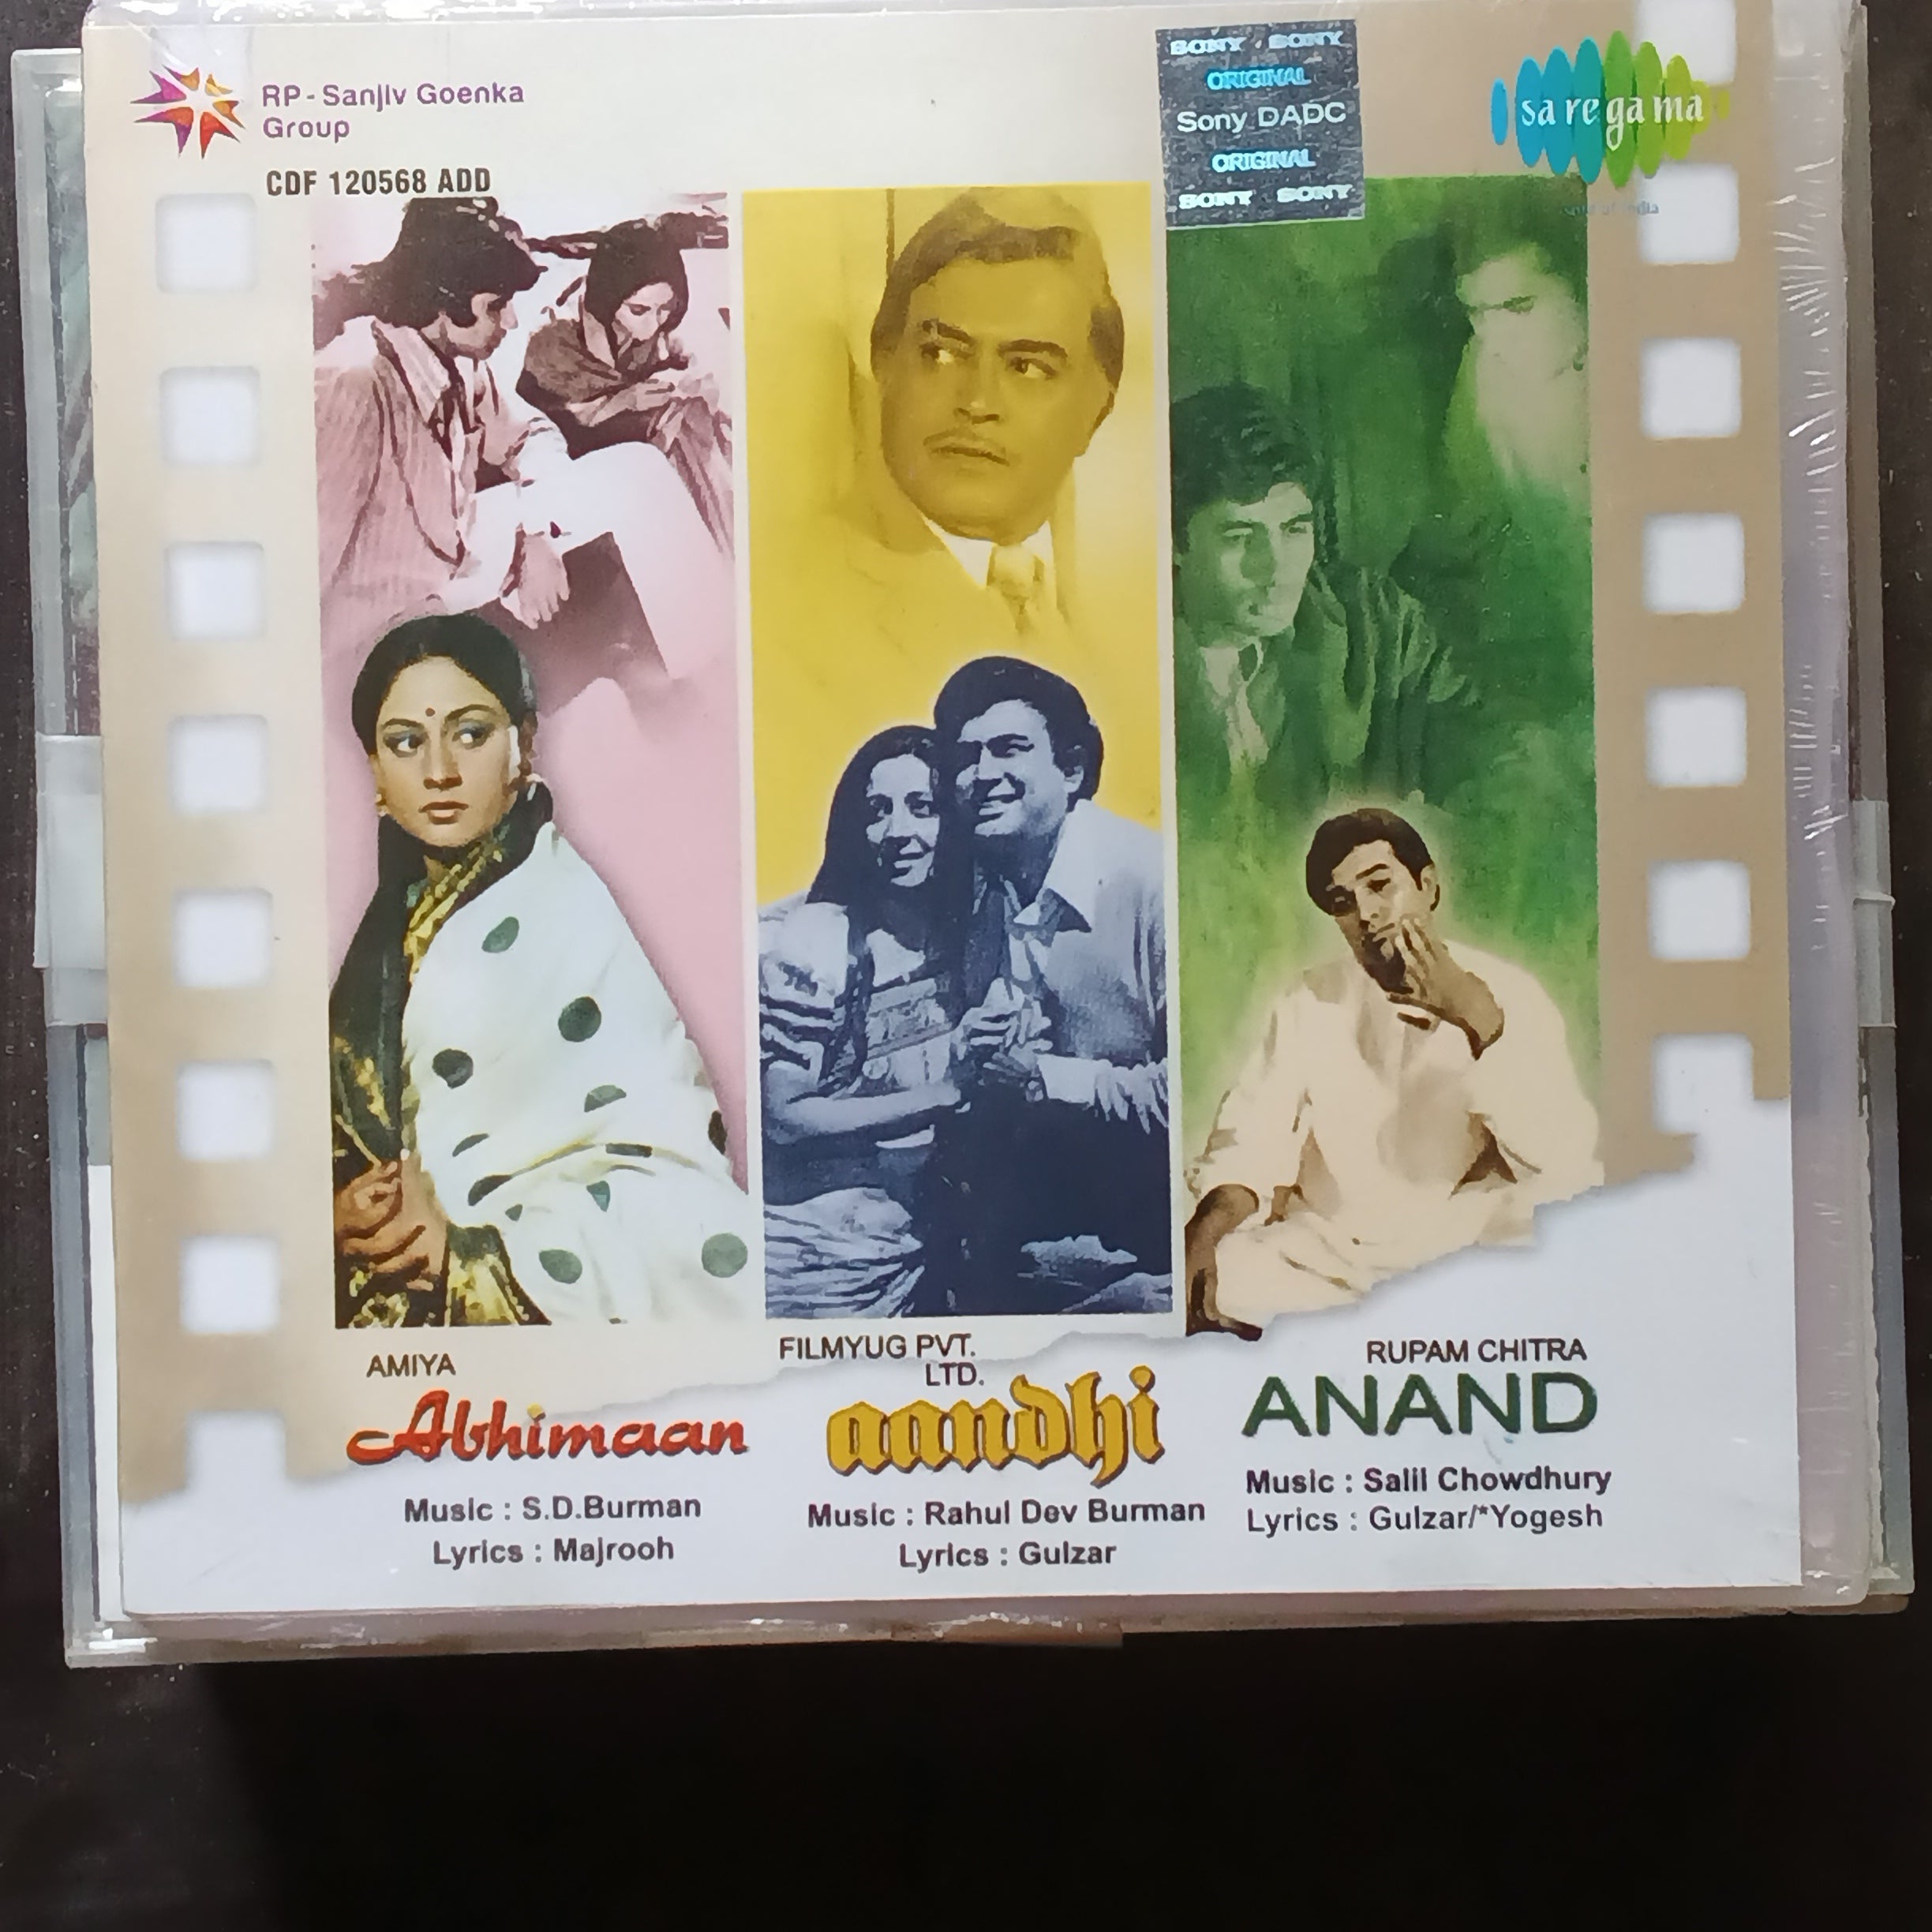 RP-Sanjiv Goenka
Group
CDF 120568 ADD
SONY SONY
ORIGINAL
Sony DADC
ORIGINAL
SONY SONY
sa re ga ma
AMIYA
Abhimaan
Music : S.D.Burman
Lyrics : Majrooh
FILMYUG PVT.
LTD.
aandhi
Music : Rahul Dev Burman
Lyrics : Gulzar
RUPAM CHITRA
ANAND
Music : Salil Chowdhury
Lyrics : Gulzar/*Yogesh